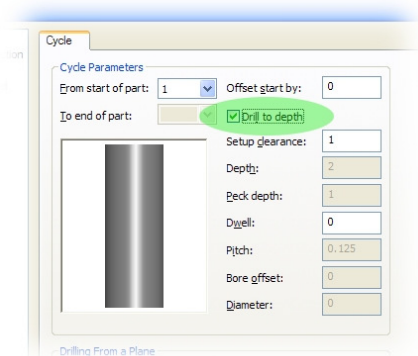 Cycle
Cycle Parameters
From start of part: 1 Offset start by: 0
To end of part: Drill to depth
Setup clearance: 1
Depth: 2
Peck depth: 1
Dwell: 0
Pitch: 0.125
Bore offset: 0
Diameter: 0
Drilling From a Plane